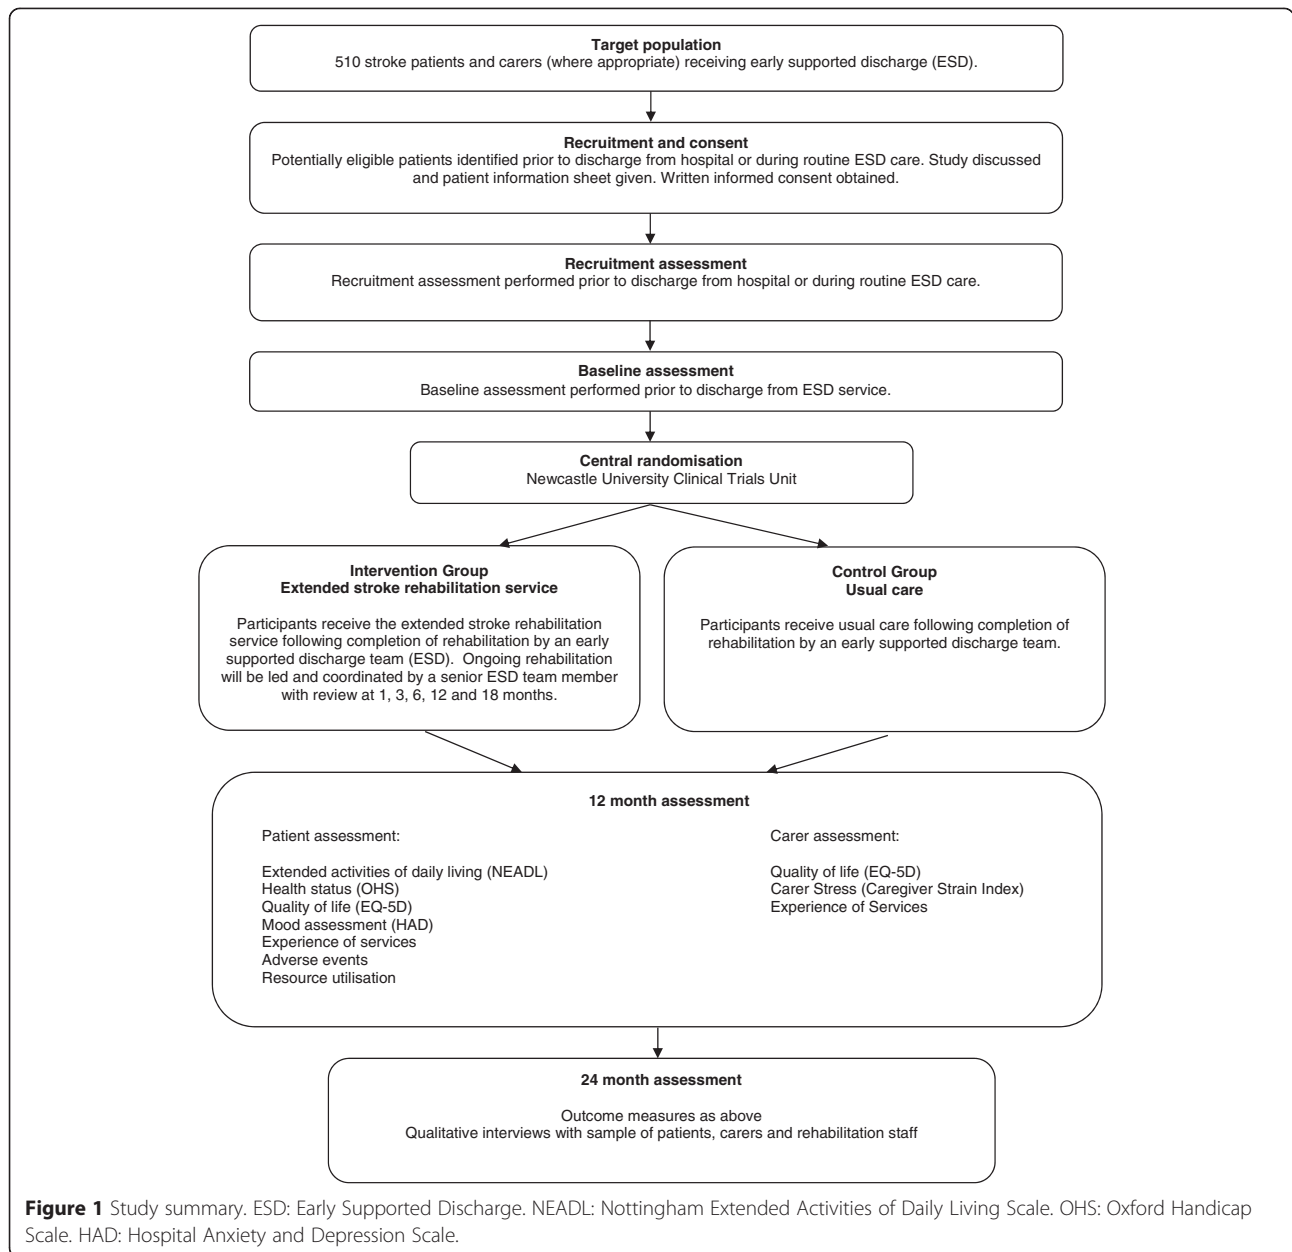 Target population
510 stroke patients and carers (where appropriate) receiving early supported discharge (ESD).
Recruitment and consent
Potentially eligible patients identified prior to discharge from hospital or during routine ESD care. Study discussed
and patient information sheet given. Written informed consent obtained.
Recruitment assessment
Recruitment assessment performed prior to discharge from hospital or during routine ESD care.
Baseline assessment
Baseline assessment performed prior to discharge from ESD service.
Central randomisation
Newcastle University Clinical Trials Unit
Intervention Group
Extended stroke rehabilitation service
Participants receive the extended stroke rehabilitation
service following completion of rehabilitation by an early
supported discharge team (ESD).  Ongoing rehabilitation
will be led and coordinated by a senior ESD team member
with review at 1, 3, 6, 12 and 18 months.
Control Group
Usual care
Participants receive usual care following completion of
rehabilitation by an early supported discharge team.
12 month assessment
Patient assessment:
Extended activities of daily living (NEADL)
Health status (OHS)
Quality of life (EQ-5D)
Mood assessment (HAD)
Experience of services
Adverse events
Resource utilisation
Carer assessment:
Quality of life (EQ-5D)
Carer Stress (Caregiver Strain Index)
Experience of Services
24 month assessment
Outcome measures as above
Qualitative interviews with sample of patients, carers and rehabilitation staff
Figure 1 Study summary. ESD: Early Supported Discharge. NEADL: Nottingham Extended Activities of Daily Living Scale. OHS: Oxford Handicap
Scale. HAD: Hospital Anxiety and Depression Scale.